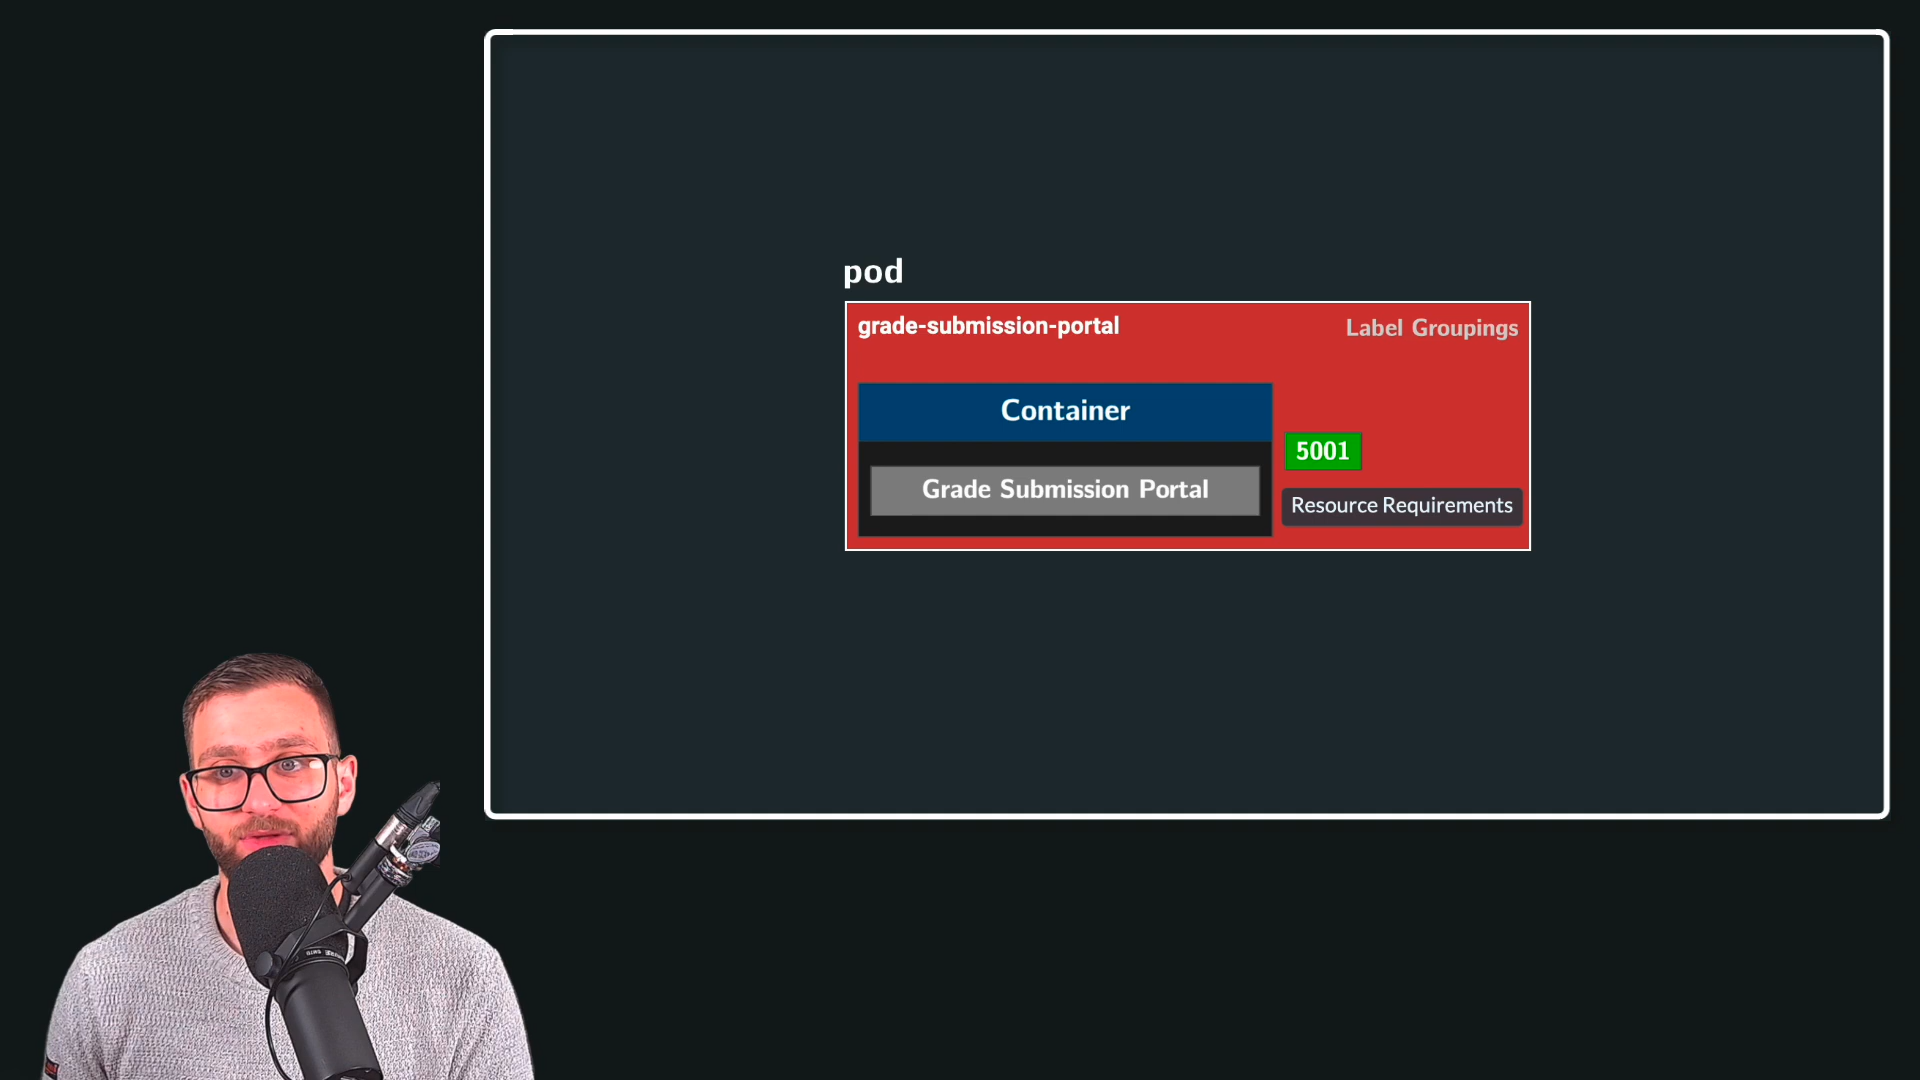 pod
grade-submission-portal
Label Groupings
Container
5001
Grade Submission Portal
Resource Requirements